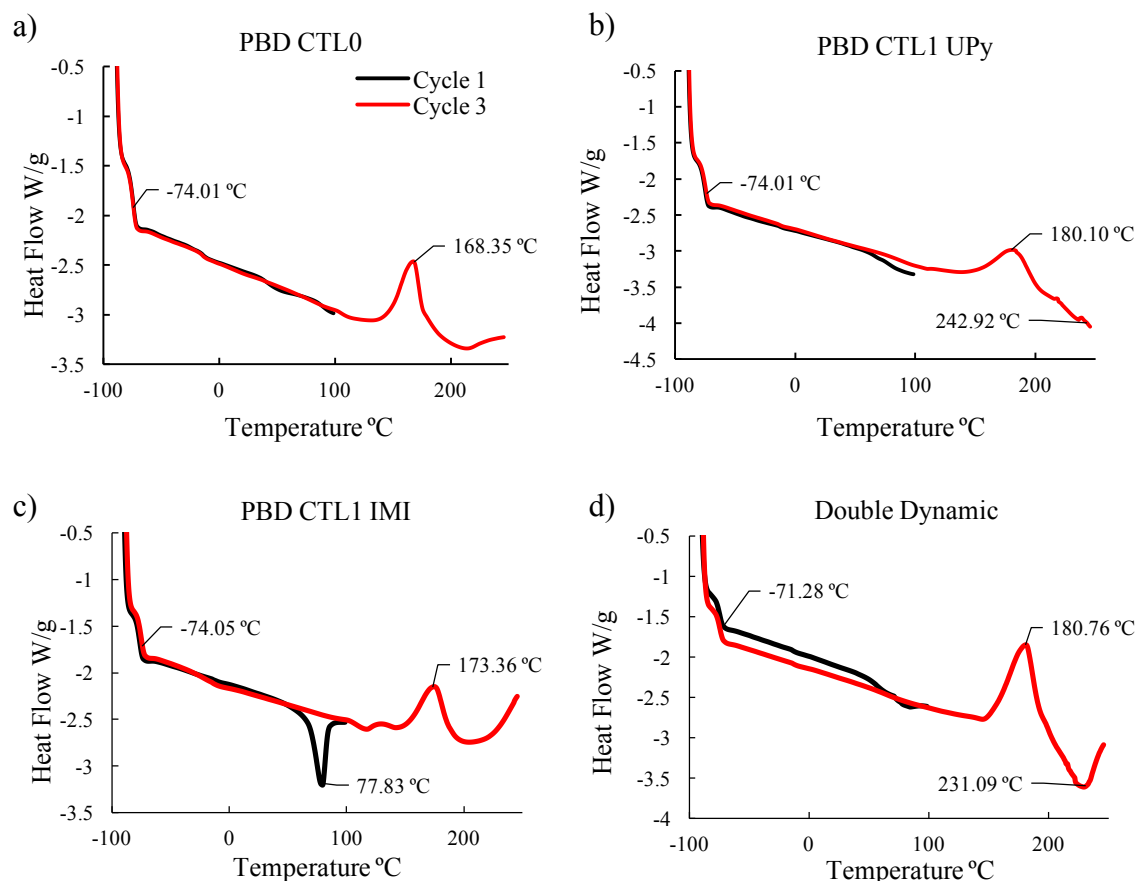 a)
PBD CTL0
Cycle 1
Cycle 3
-0.5
-1
-1.5
-2
-2.5
-3
-3.5
-74.01 ºC
168.35 ºC
Heat Flow W/g
-100
0
100
200
Temperature ºC
b)
PBD CTL1 UPy
-0.5
-1
-1.5
-2
-2.5
-3
-3.5
-4
-4.5
-74.01 ºC
180.10 ºC
242.92 ºC
Heat Flow W/g
-100
0
100
200
Temperature ºC
c)
PBD CTL1 IMI
-0.5
-1
-1.5
-2
-2.5
-3
-3.5
-74.05 ºC
173.36 ºC
77.83 ºC
Heat Flow W/g
-100
0
100
200
Temperature ºC
d)
Double Dynamic
-0.5
-1
-1.5
-2
-2.5
-3
-3.5
-4
-71.28 ºC
180.76 ºC
231.09 ºC
Heat Flow W/g
-100
0
100
200
Temperature ºC